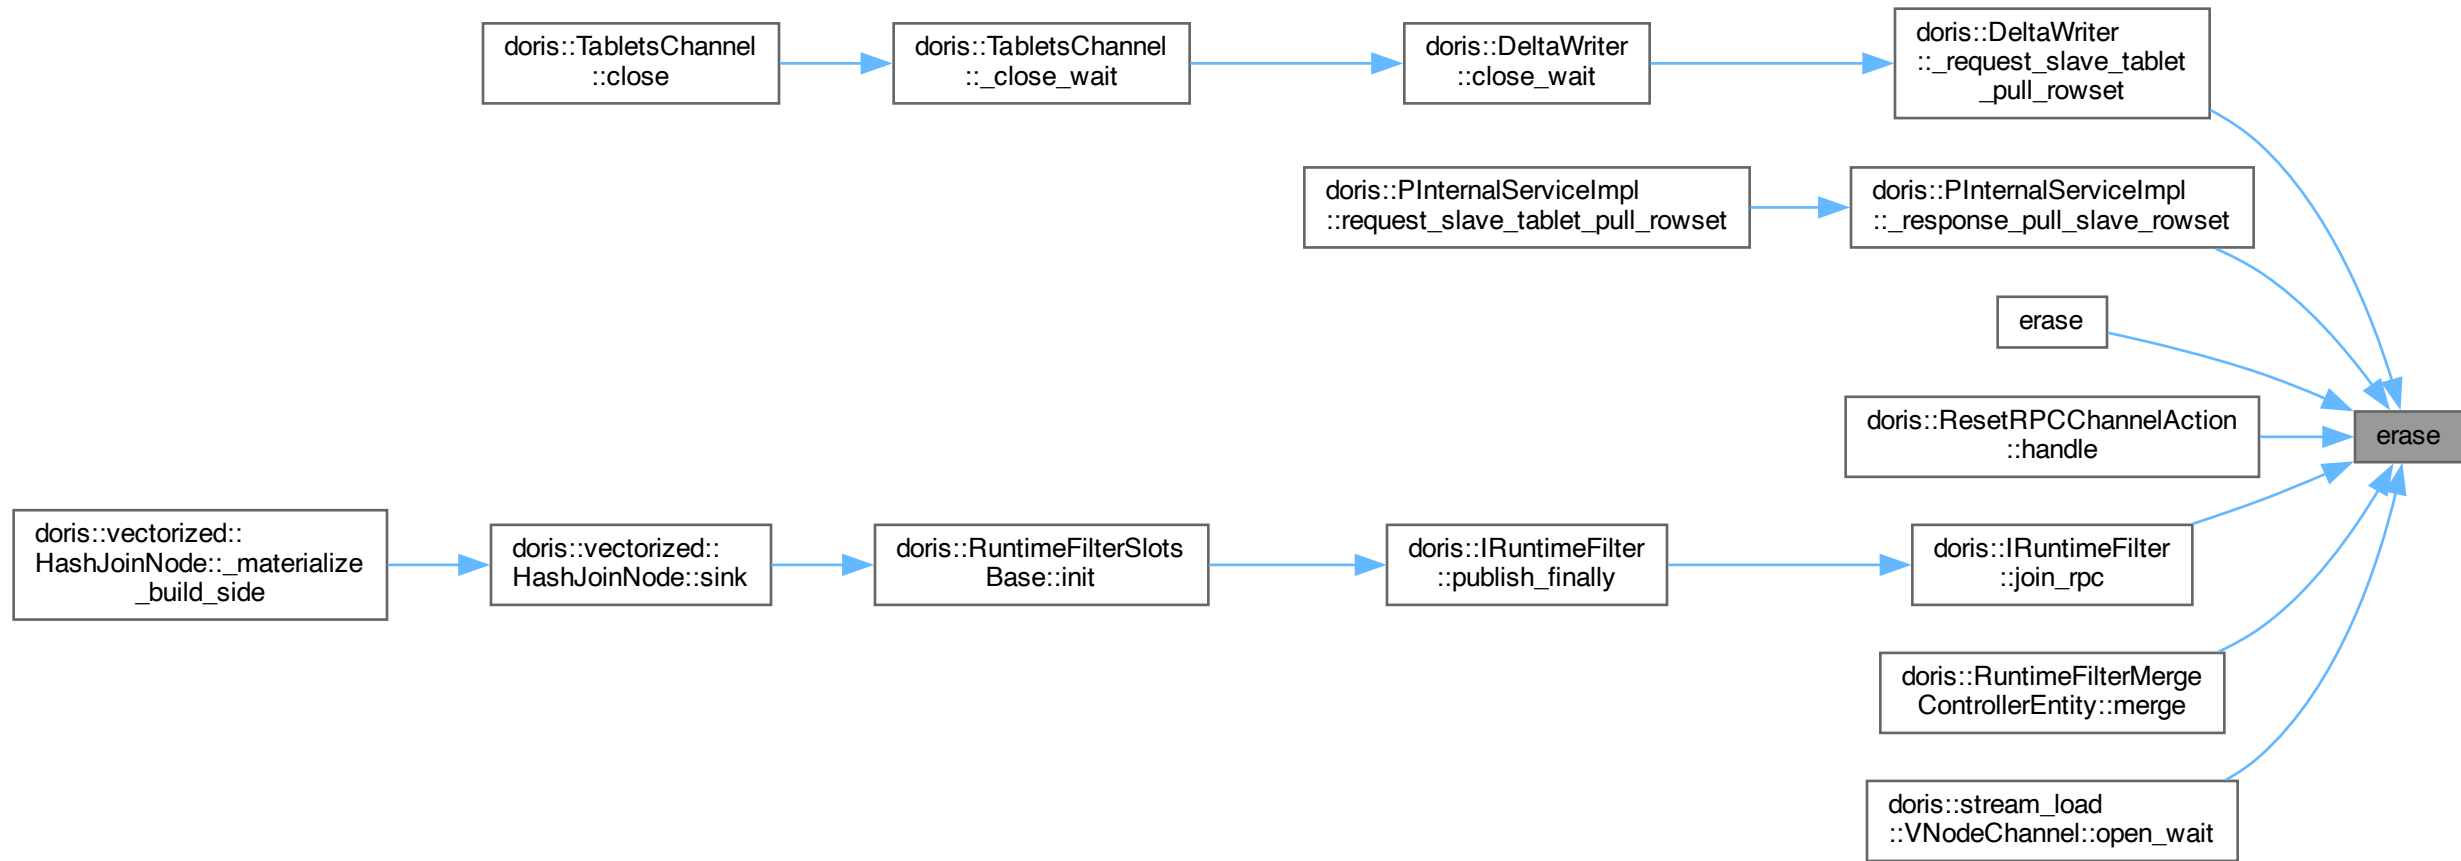 doris::TabletsChannel
::close
doris::TabletsChannel
::_close_wait
doris::DeltaWriter
::close_wait
doris::DeltaWriter
::_request_slave_tablet
_pull_rowset
doris::PInternalServiceImpl
::request_slave_tablet_pull_rowset
doris::PInternalServiceImpl
::_response_pull_slave_rowset
erase
doris::ResetRPCChannelAction
::handle
erase
doris::vectorized::
HashJoinNode::_materialize
_build_side
doris::vectorized::
HashJoinNode::sink
doris::RuntimeFilterSlots
Base::init
doris::IRuntimeFilter
::publish_finally
doris::IRuntimeFilter
::join_rpc
doris::RuntimeFilterMerge
ControllerEntity::merge
doris::stream_load
::VNodeChannel::open_wait